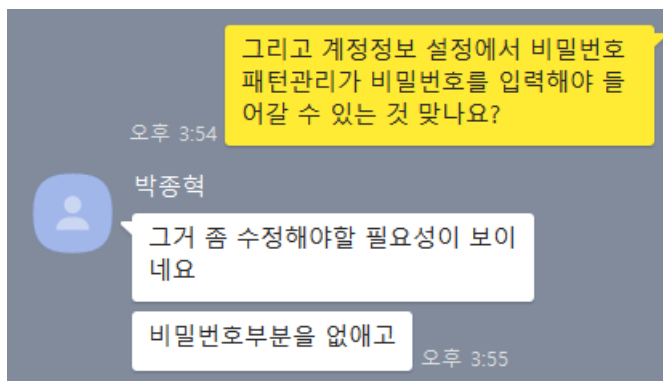 그리고 계정정보 설정에서 비밀번호
패턴관리가 비밀번호를 입력해야 들
어갈 수 있는 것 맞나요?
오후 3:54
박종혁
그거 좀 수정해야할 필요성이 보이
네요
비밀번호부분을 없애고
오후 3:55